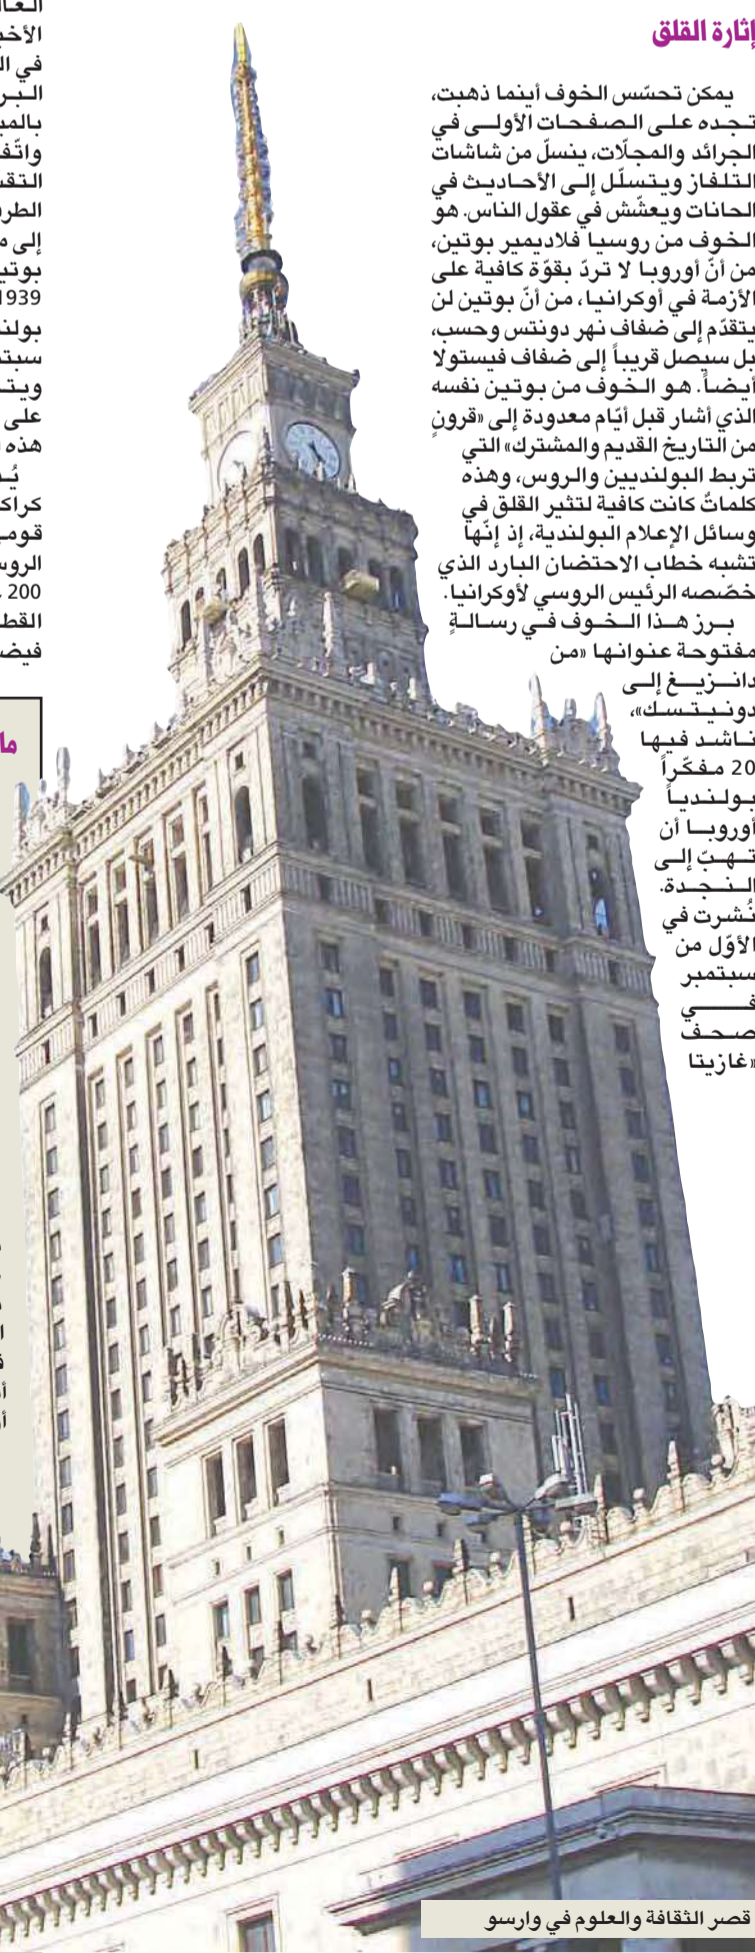 إثارة القلق
يمكن تحسّس الخوف أينما ذهبت،
تجده على الصفحات الأولى في
الجرائد والمجلّات، ينسلّ من شاشات
التلفاز ويتسلّل إلى الأحاديث في
الحانات ويعشّش في عقول الناس. هو
الخوف من روسيا فلاديمير بوتين،
من أنّ أوروبا لا تردّ بقوّة كافية على
الأزمة في أوكرانيا، من أنّ بوتين لن
يتقدّم إلى ضفاف نهر دونتس وحسب،
بل سيصل قريباً إلى ضفاف فيستولا
أيضاً. هو الخوف من بوتين نفسه
الذي أشار قبل أيّام معدودة إلى «قرونٍ
من التاريخ القديم والمشترك» التي
تربط البولنديين والروس، وهذه
كلماتٌ كانت كافية لتثير القلق في
وسائل الإعلام البولندية، إذ إنّها
تشبه خطاب الاحتضان البارد الذي
خصّصه الرئيس الروسي لأوكرانيا.
برز هذا الخوف في رسالةٍ
مفتوحة عنوانها «من
دانزيغ إلى
دونيتسك»،
ناشد فيها
20 مفكّراً
بولندياً
أوروبا أن
تهبّ إلى
النجدة.
نُشرت في
الأوّل من
سبتمبر
في
صحف
«غازيتا
في
إلى
1939
على
هذه
200
قصر الثقافة والعلوم في وارسو